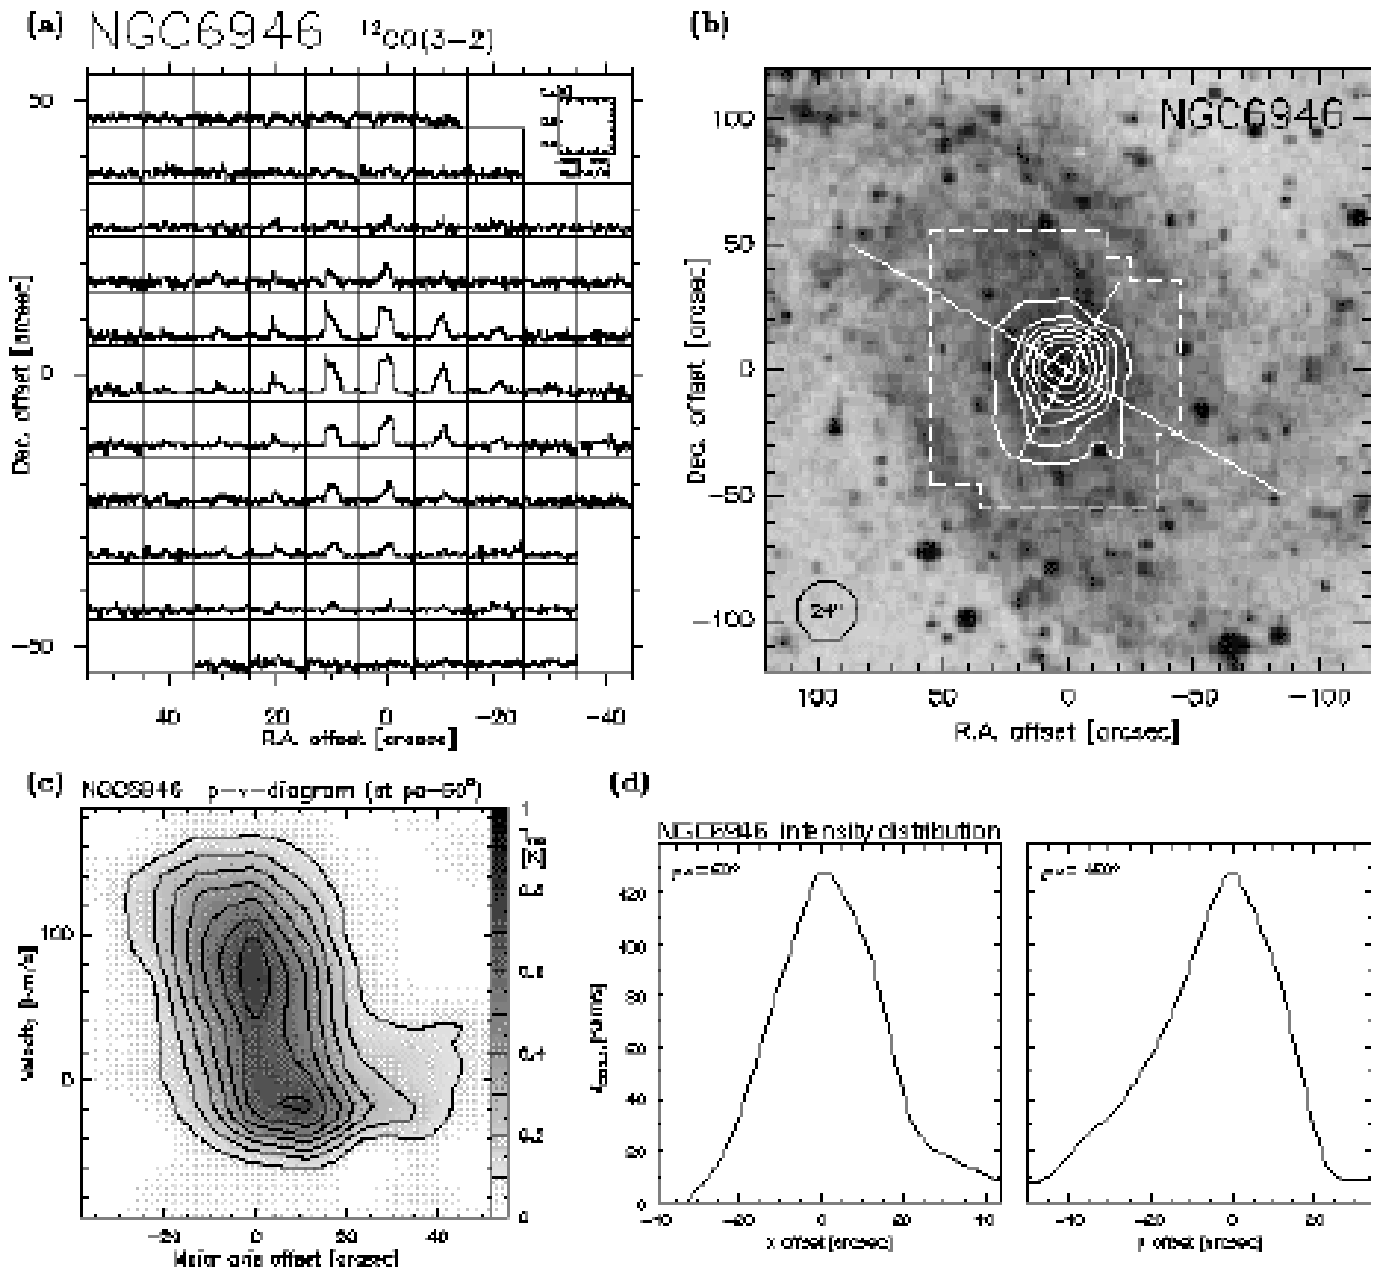 (a) NGC6946 ¹²CO(3−2)
50
0
−50
Dec. offset [arcsec]
40 20 0 −20 −40
R.A. offset [arcsec]
(b)
NGC6946
100
50
0
−50
−100
Dec. offset [arcsec]
24"
100 50 0 −50 −100
R.A. offset [arcsec]
(c) NGC6946 p−v−diagram (at pa=60°)
100
0
Velocity [km/s]
−20 0 20 40
Major axis offset [arcsec]
1
[K]
0.8
0.6
0.4
0.2
0
(d)
NGC6946 intensity distribution
120
100
80
60
40
20
0
−40 −20 0 20 40
x offset [arcsec]
−40 −20 0 20
y offset [arcsec]